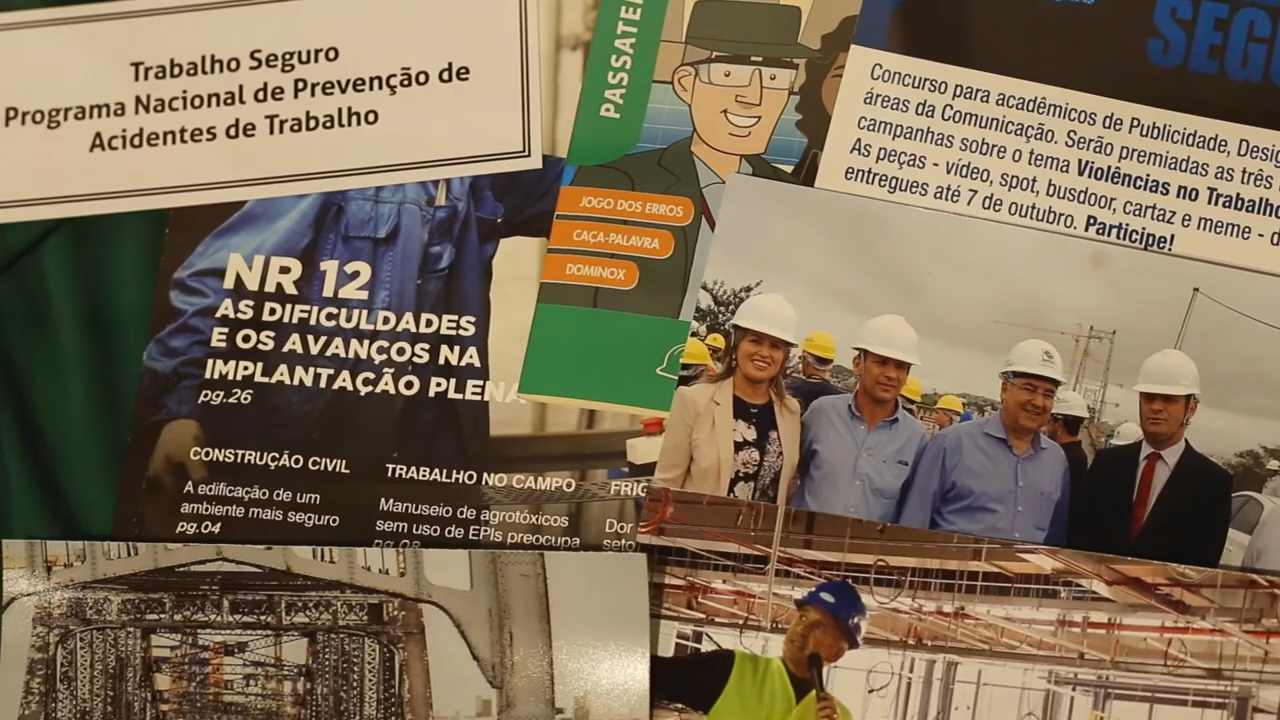 Trabalho Seguro
Programa Nacional de Prevenção de
Acidentes de Trabalho
JOGO DOS ERROS
CAÇA-PALAVRA
DOMINOX
Concurso para acadêmicos de Publicidade,
áreas da Comunicação. Serão premiadas as três
campanhas sobre o tema Violências no Trabalho
As peças - vídeo, spot, busdoor, cartaz e meme -
entregues até 7 de outubro. Participe!
NR 12
AS DIFICULDADES
E OS AVANÇOS NA
IMPLANTAÇÃO PLENA
pg.26
CONSTRUÇÃO CIVIL
A edificação de um
ambiente mais seguro
pg.04
TRABALHO NO CAMPO
Manuseio de agrotóxicos
sem uso de EPIs preocupa
pg.08
Dor